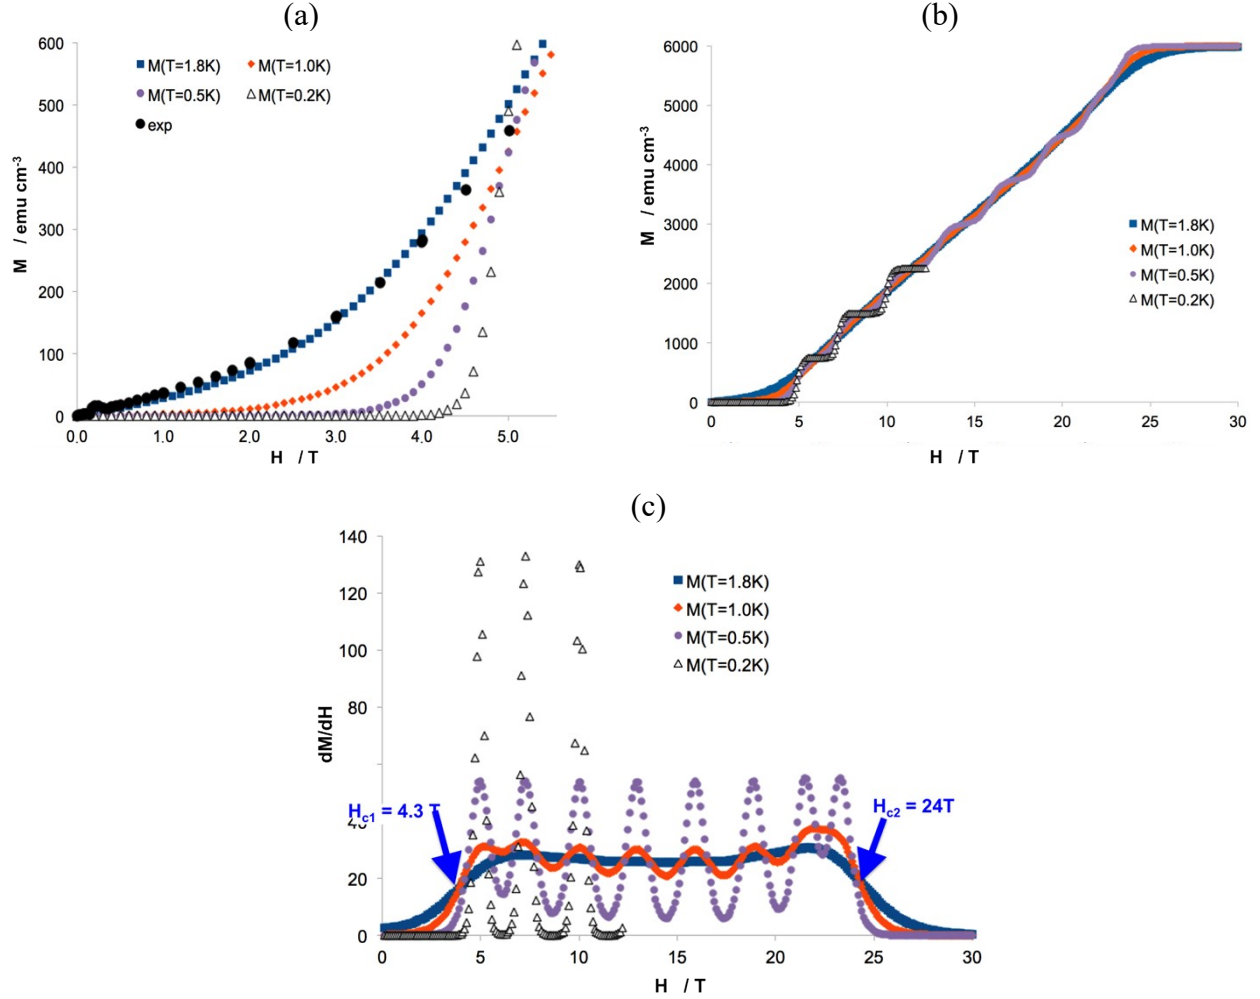 (a)
600
500
400
300
200
100
0
M / emu cm-3
M(T=1.8K) M(T=1.0K)
M(T=0.5K) M(T=0.2K)
exp
0.0 1.0 2.0 3.0 4.0 5.0
H / T
(b)
6000
5000
4000
3000
2000
1000
0
M / emu cm-3
M(T=1.8K)
M(T=1.0K)
M(T=0.5K)
M(T=0.2K)
0 5 10 15 20 25 30
H / T
(c)
140
120
100
80
20
0
dM/dH
M(T=1.8K)
M(T=1.0K)
M(T=0.5K)
M(T=0.2K)
Hc1 = 4.3 T
Hc2 = 24T
0 5 10 15 20 25 30
H / T